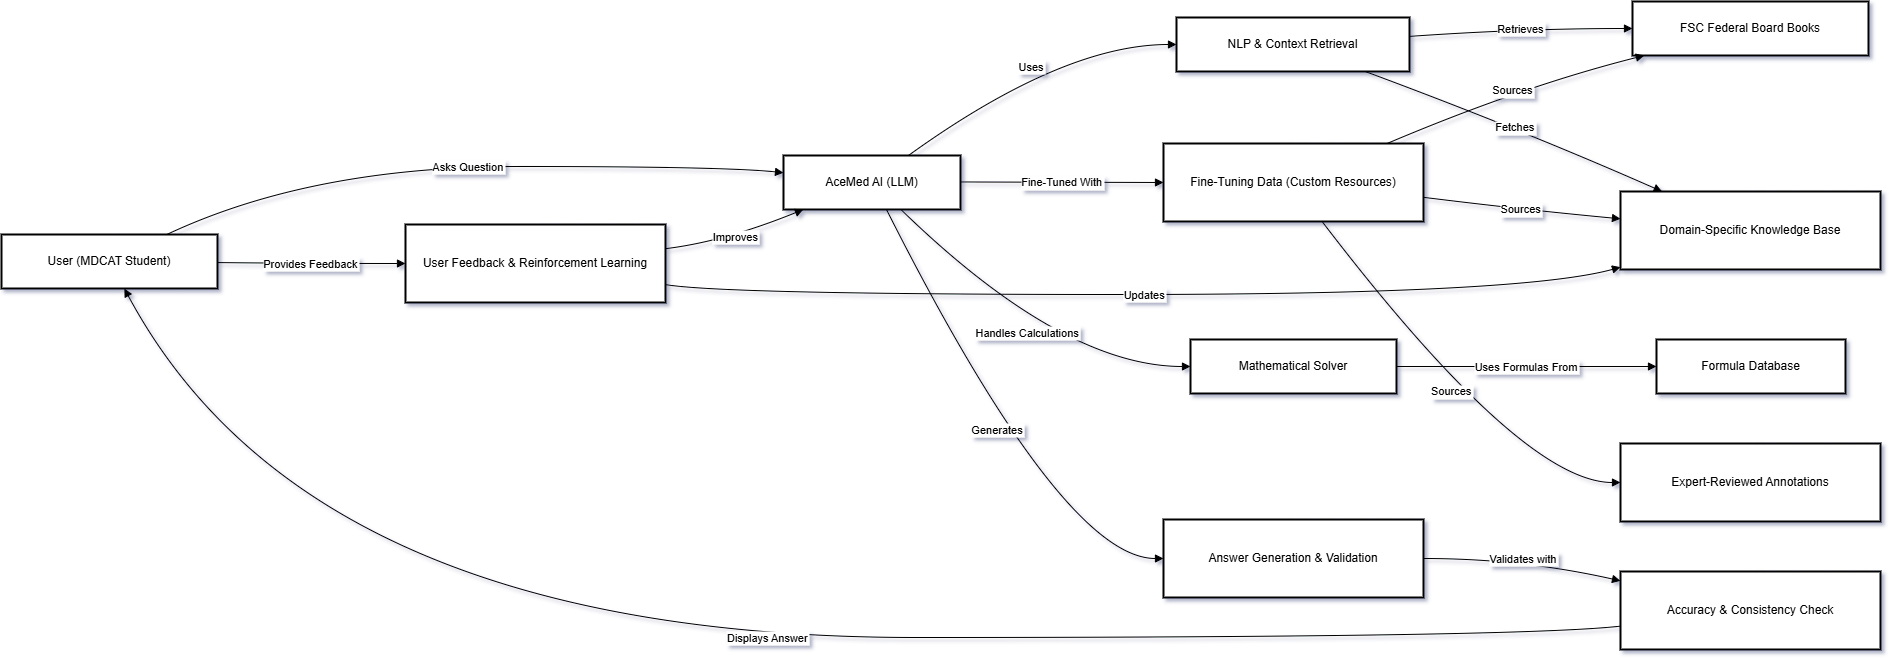 FSC Federal Board Books
Retrieves
NLP & Context Retrieval
Uses
Sources
Fetches
Asks Question
AceMed AI (LLM)
Fine-Tuned With
Fine-Tuning Data (Custom Resources)
Sources
Domain-Specific Knowledge Base
Improves
User (MDCAT Student)
Provides Feedback
User Feedback & Reinforcement Learning
Updates
Handles Calculations
Mathematical Solver
Uses Formulas From
Formula Database
Sources
Generates
Expert-Reviewed Annotations
Answer Generation & Validation
Validates with
Accuracy & Consistency Check
Displays Answer